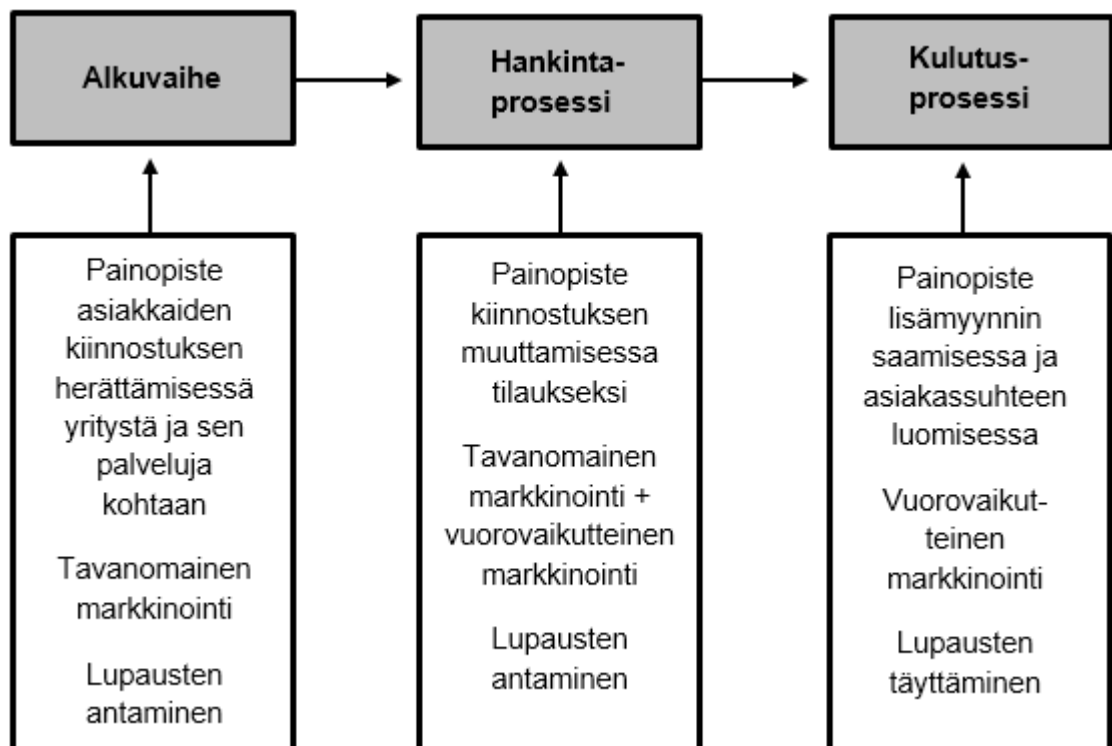 Alkuvaihe
Hankinta-
prosessi
Kulutus-
prosessi
Painopiste
asiakkaiden
kiinnostuksen
herättämisessä
yritystä ja sen
palveluja
kohtaan
Tavanomainen
markkinointi
Lupausten
antaminen
Painopiste
kiinnostuksen
muuttamisessa
tilaukseksi
Tavanomainen
markkinointi +
vuorovaikutteinen
markkinointi
Lupausten
antaminen
Painopiste
lisämyynnin
saamisessa ja
asiakassuhteen
luomisessa
Vuorovaikut-
teinen
markkinointi
Lupausten
täyttäminen